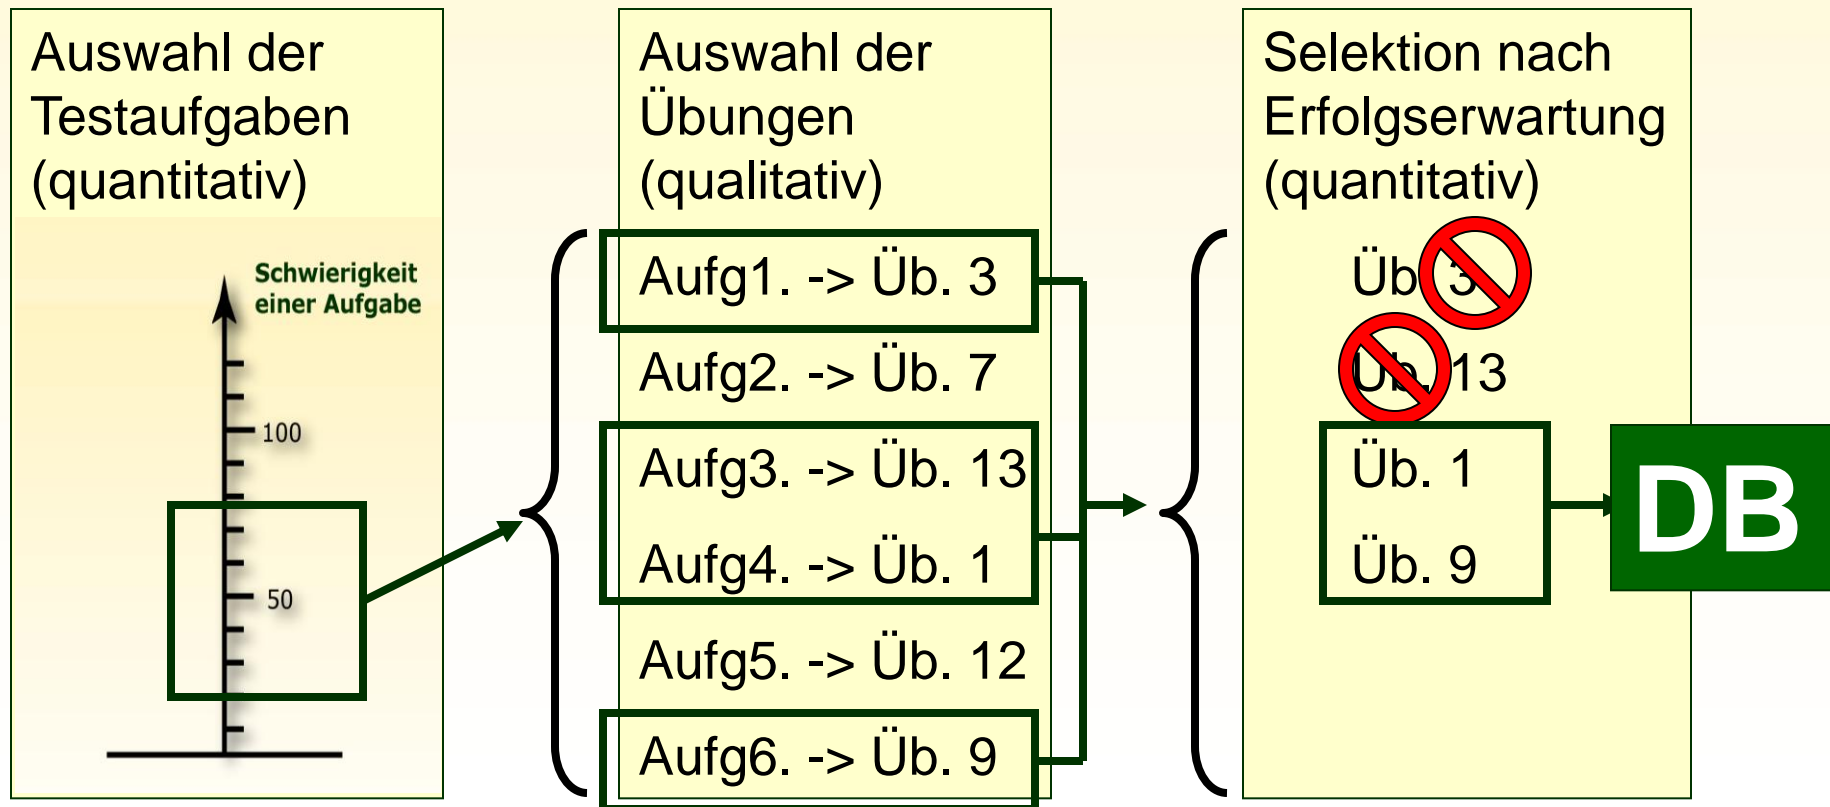 Auswahl der
Testaufgaben
(quantitativ)
Schwierigkeit
einer Aufgabe
100
50
Auswahl der
Übungen
(qualitativ)
Aufg1. -> Üb. 3
Aufg2. -> Üb. 7
Aufg3. -> Üb. 13
Aufg4. -> Üb. 1
Aufg5. -> Üb. 12
Aufg6. -> Üb. 9
Selektion nach
Erfolgserwartung
(quantitativ)
Üb. 3
Üb. 13
Üb. 1
Üb. 9
DB